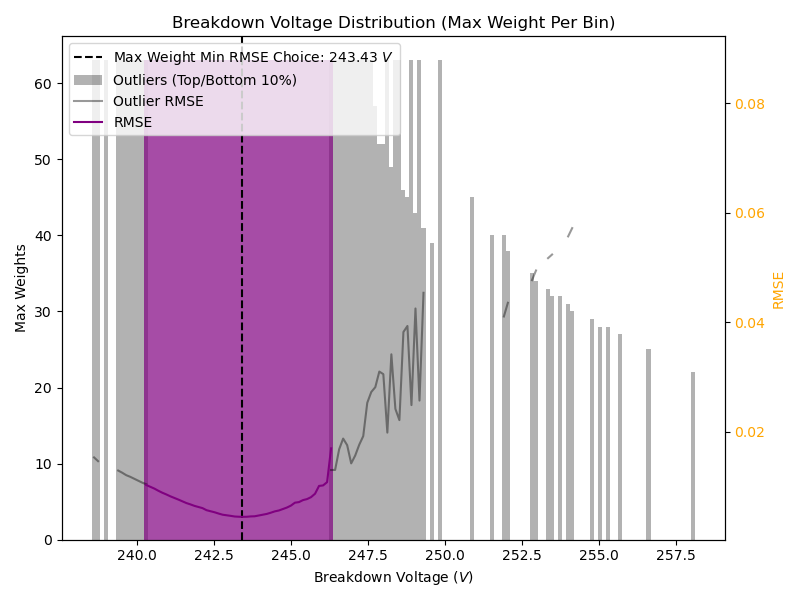 Breakdown Voltage Distribution (Max Weight Per Bin)
Max Weight Min RMSE Choice: 243.43 V
Outliers (Top/Bottom 10%)
Outlier RMSE
RMSE
Max Weights
60
50
40
30
20
10
0
0.08
0.06
0.04
0.02
RMSE
240.0 242.5 245.0 247.5 250.0 252.5 255.0 257.5
Breakdown Voltage (V)